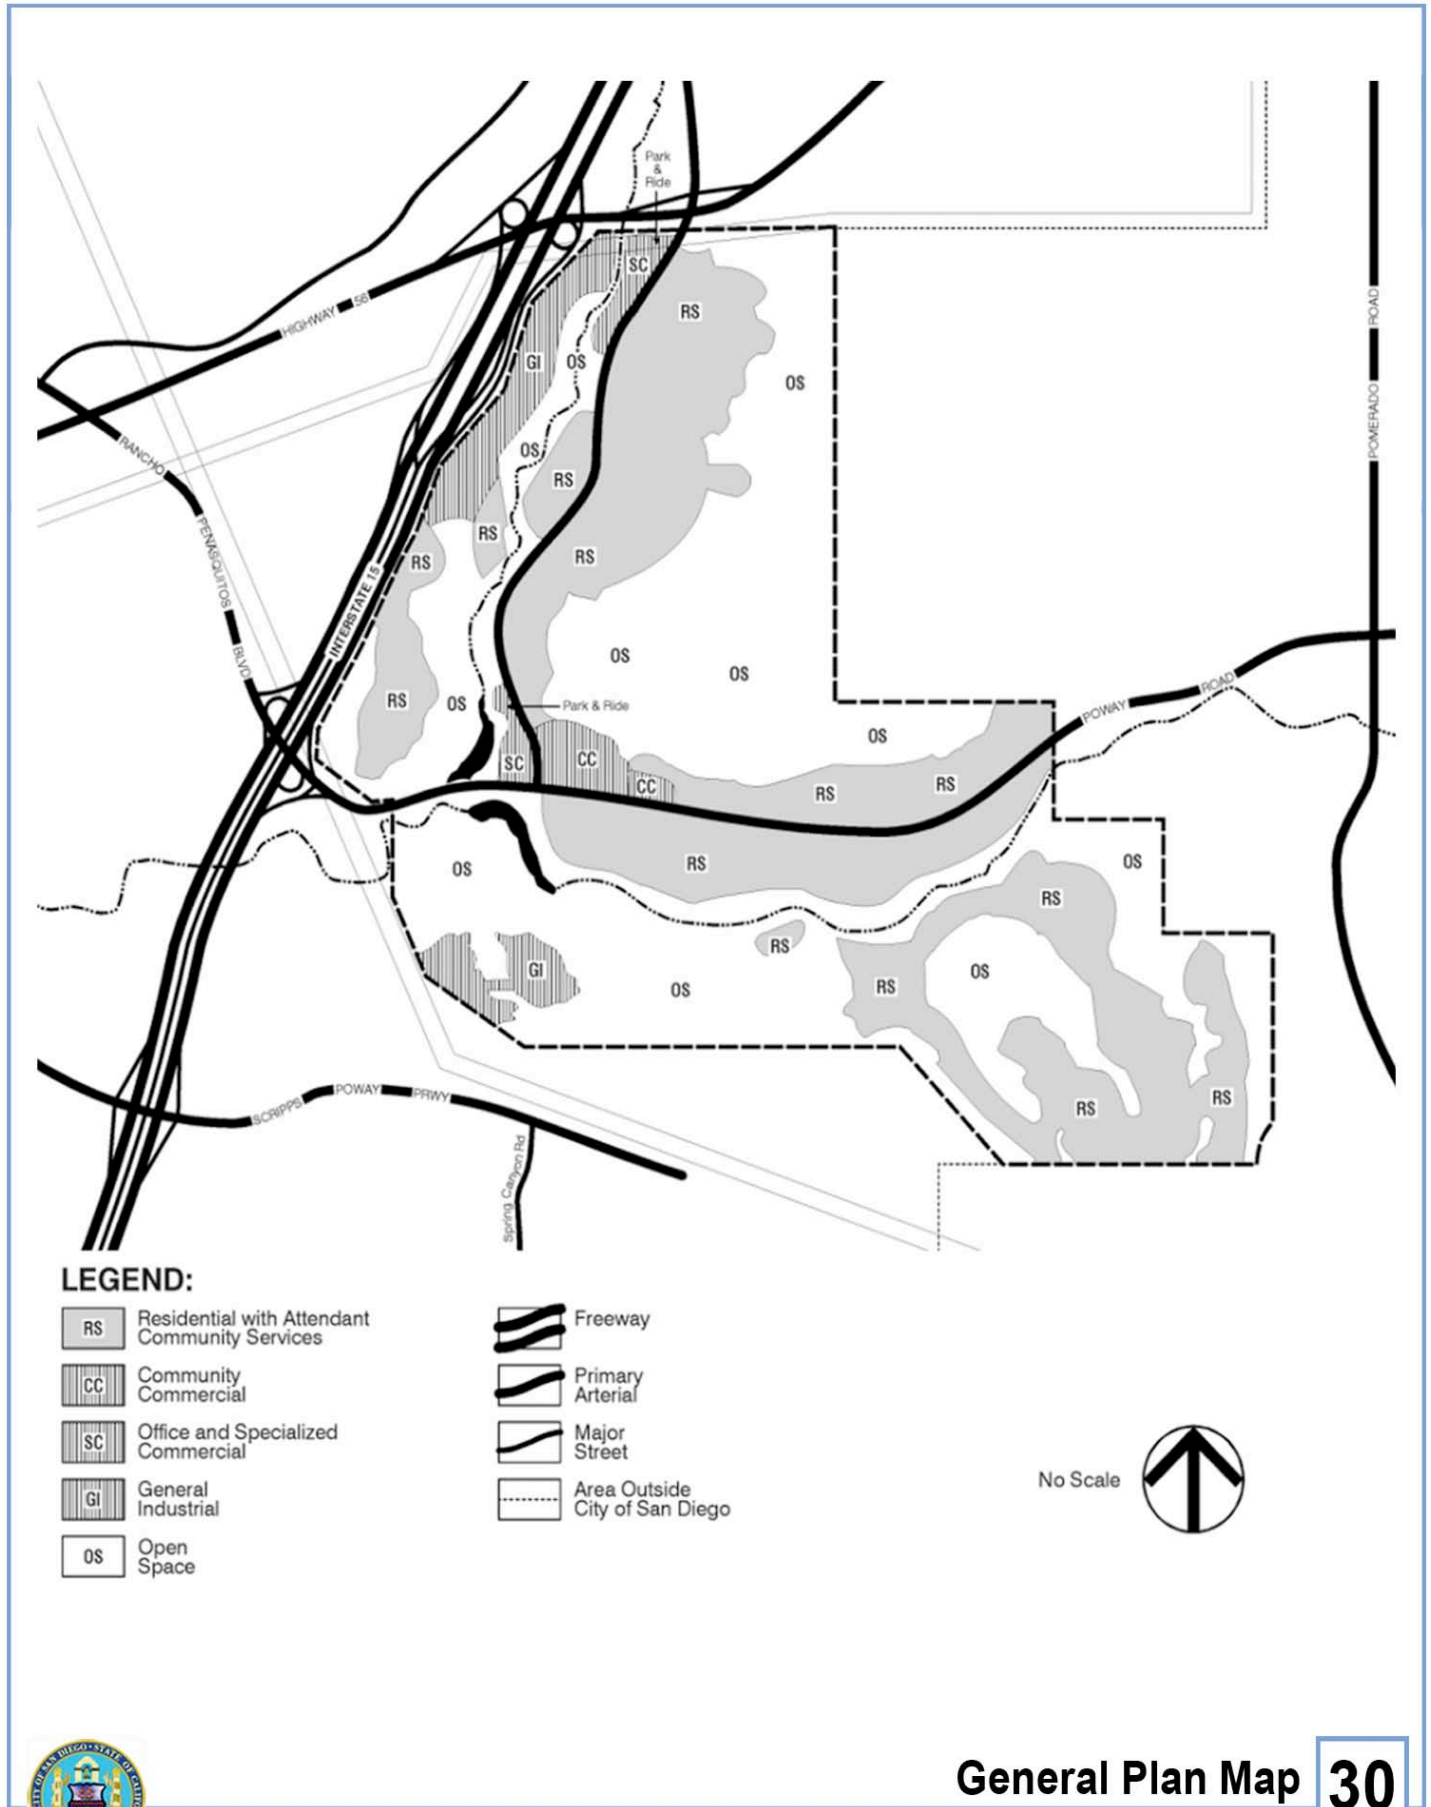 Park
&
Ride
SC
RS
HIGHWAY 56
GI
OS
OS
POMERADO ROAD
RANCHO PENASQUITOS BLVD
OS
RS
RS
RS
RS
INTERSTATE 15
OS
OS
RS
OS
Park & Ride
POWAY ROAD
OS
SC
CC
CC
RS
RS
OS
RS
OS
RS
RS
GI
OS
RS
OS
RS
RS
RS
SCRIPPS POWAY PRWY
Spring Canyon Rd
LEGEND:
RS
Residential with Attendant
Community Services
CC
Community
Commercial
SC
Office and Specialized
Commercial
GI
General
Industrial
OS
Open
Space
Freeway
Primary
Arterial
Major
Street
Area Outside
City of San Diego
No Scale
General Plan Map
30